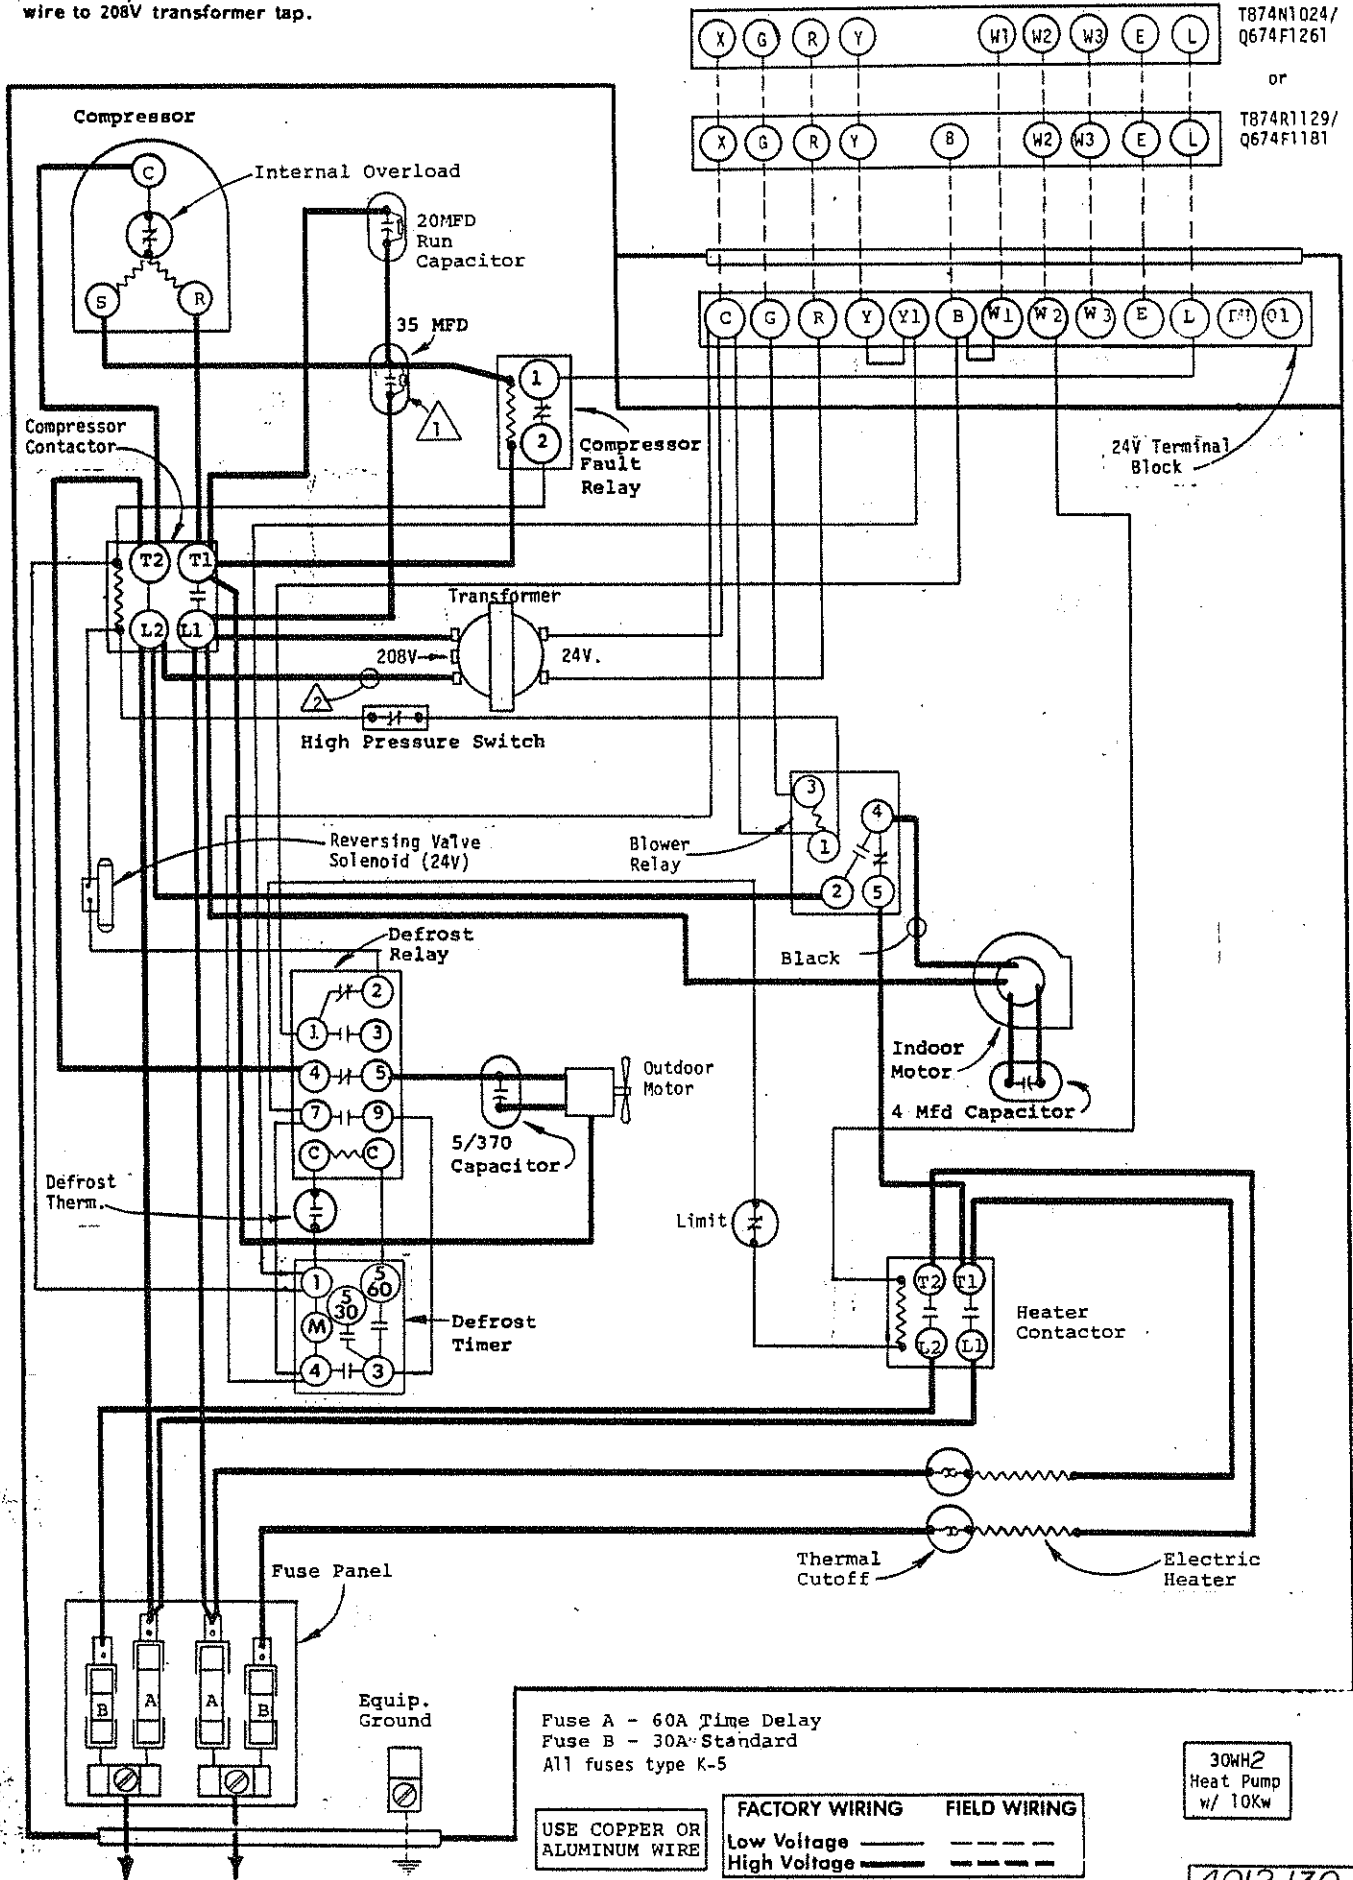 wire to 208V transformer tap.
X G R Y W1 W2 W3 E L
T874N1024/
Q674F1261
or
X G R Y B W2 W3 E L
T874R1129/
Q674F1181
Compressor
C
Internal Overload
S R
20MFD
Run
Capacitor
35 MFD
1
C G R Y Y1 B W1 W2 W3 E L O1
1
2
Compressor
Fault
Relay
24V Terminal
Block
Compressor
Contactor
T2 T1
L2 L1
Transformer
208V
24V.
2
High Pressure Switch
Reversing Valve
Solenoid (24V)
Blower
Relay
3
4
1
2 5
Black
Defrost
Relay
2
1 3
4 5
7 9
C C
Outdoor
Motor
5/370
Capacitor
Indoor
Motor
4 Mfd Capacitor
Defrost
Therm.
Limit
1
5
30
5
60
M
4 3
Defrost
Timer
T2 T1
L2 L1
Heater
Contactor
Thermal
Cutoff
Electric
Heater
Fuse Panel
B A A B
Equip.
Ground
Fuse A - 60A Time Delay
Fuse B - 30A Standard
All fuses type K-5
USE COPPER OR
ALUMINUM WIRE
FACTORY WIRING FIELD WIRING
Low Voltage
High Voltage
30WH2
Heat Pump
w/ 10Kw